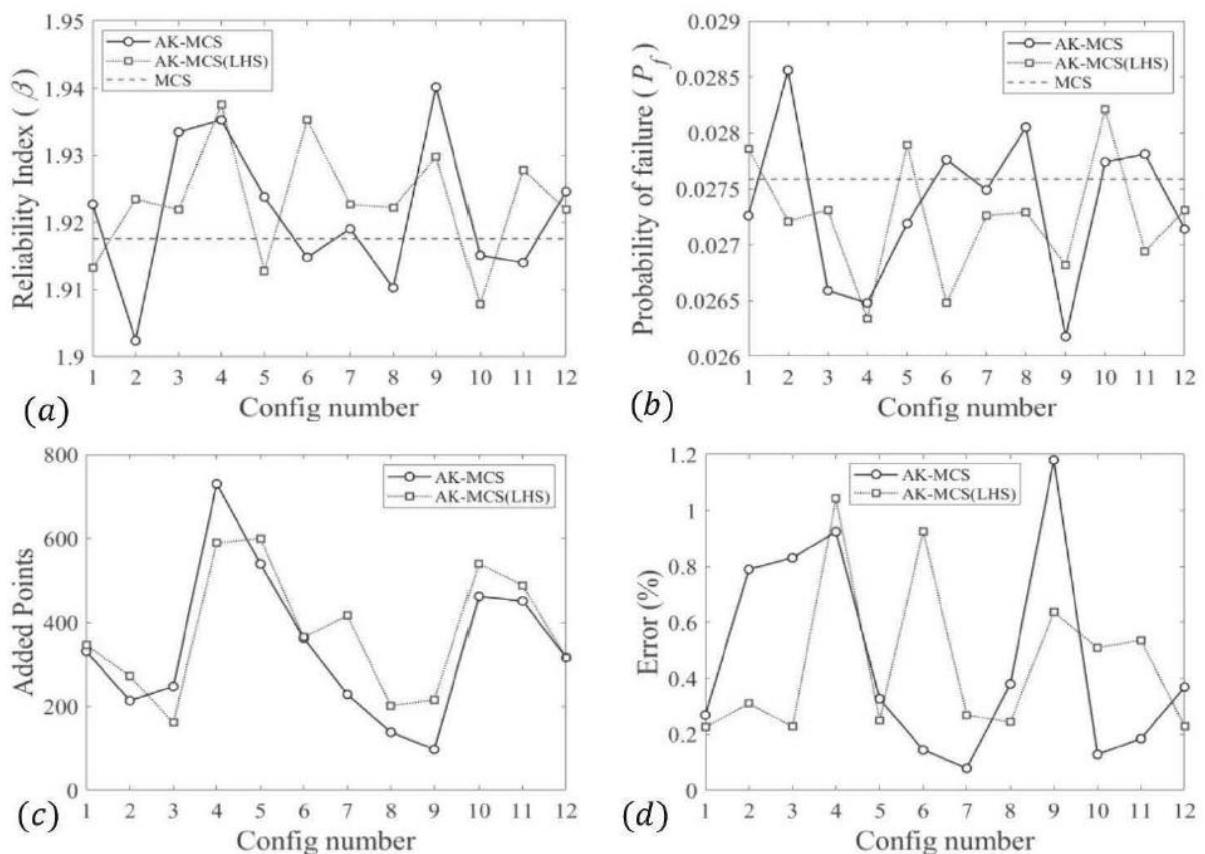 1.95
1.94
1.93
1.92
1.91
1.9
Reliability Index ( β )
AK-MCS
AK-MCS(LHS)
MCS
1 2 3 4 5 6 7 8 9 10 11 12
Config number
(a)
0.029
0.0285
0.028
0.0275
0.027
0.0265
0.026
Probability of failure ( P_f )
AK-MCS
AK-MCS(LHS)
MCS
1 2 3 4 5 6 7 8 9 10 11 12
Config number
(b)
800
600
400
200
0
Added Points
AK-MCS
AK-MCS(LHS)
1 2 3 4 5 6 7 8 9 10 11 12
Config number
(c)
1.2
1
0.8
0.6
0.4
0.2
0
Error (%)
AK-MCS
AK-MCS(LHS)
1 2 3 4 5 6 7 8 9 10 11 12
Config number
(d)